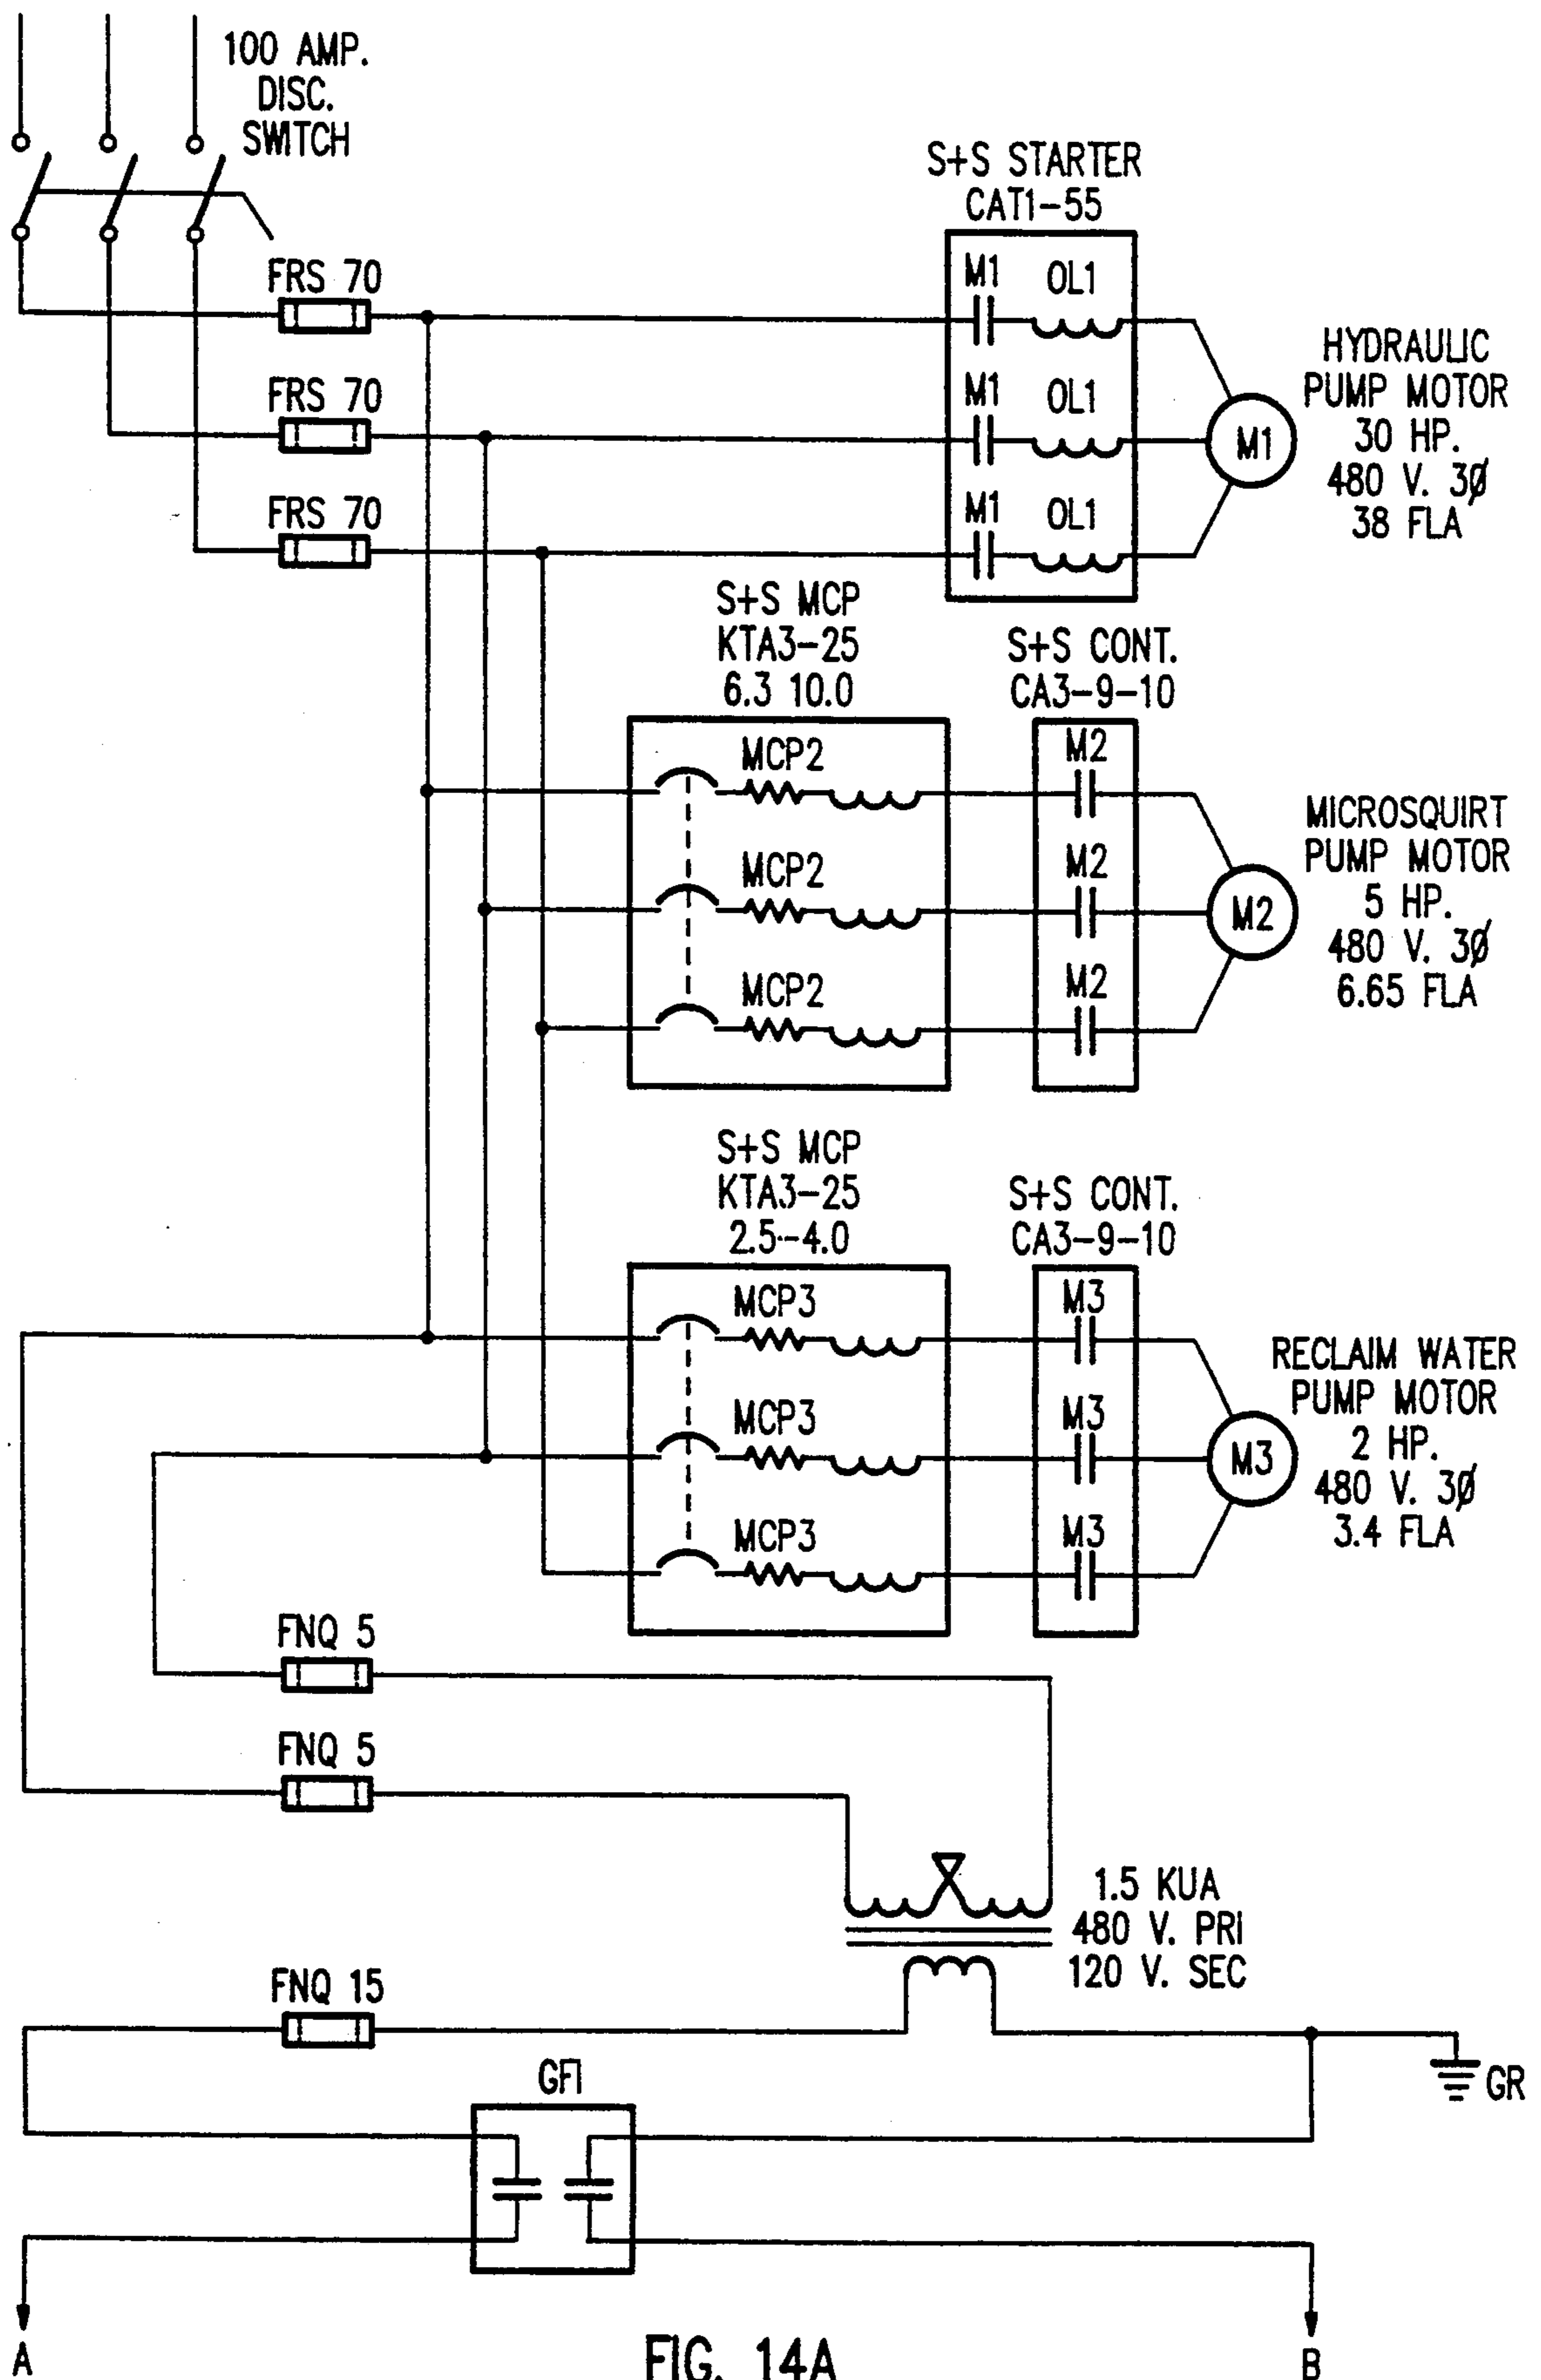 100 AMP.
DISC.
SWITCH
S+S STARTER
CAT1-55
FRS 70
M1 OL1
FRS 70
M1 OL1
FRS 70
M1 OL1
HYDRAULIC
PUMP MOTOR
30 HP.
480 V. 3Ø
38 FLA
M1
S+S MCP
KTA3-25
6.3 10.0
S+S CONT.
CA3-9-10
MCP2
M2
MCP2
M2
MCP2
M2
M2
MICROSQUIRT
PUMP MOTOR
5 HP.
480 V. 3Ø
6.65 FLA
S+S MCP
KTA3-25
2.5--4.0
S+S CONT.
CA3-9-10
MCP3
M3
MCP3
M3
MCP3
M3
M3
RECLAIM WATER
PUMP MOTOR
2 HP.
480 V. 3Ø
3.4 FLA
FNQ 5
FNQ 5
1.5 KUA
480 V. PRI
120 V. SEC
FNQ 15
GFI
GR
A
B
FIG. 14A